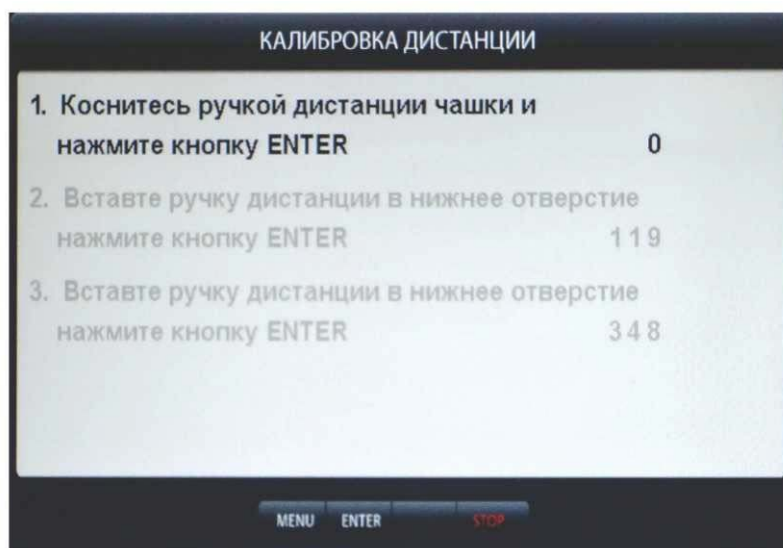 КАЛИБРОВКА ДИСТАНЦИИ
1. Коснитесь ручкой дистанции чашки и
нажмите кнопку ENTER 0
2. Вставте ручку дистанции в нижнее отверстие
нажмите кнопку ENTER 119
3. Вставте ручку дистанции в нижнее отверстие
нажмите кнопку ENTER 348
MENU ENTER STOP